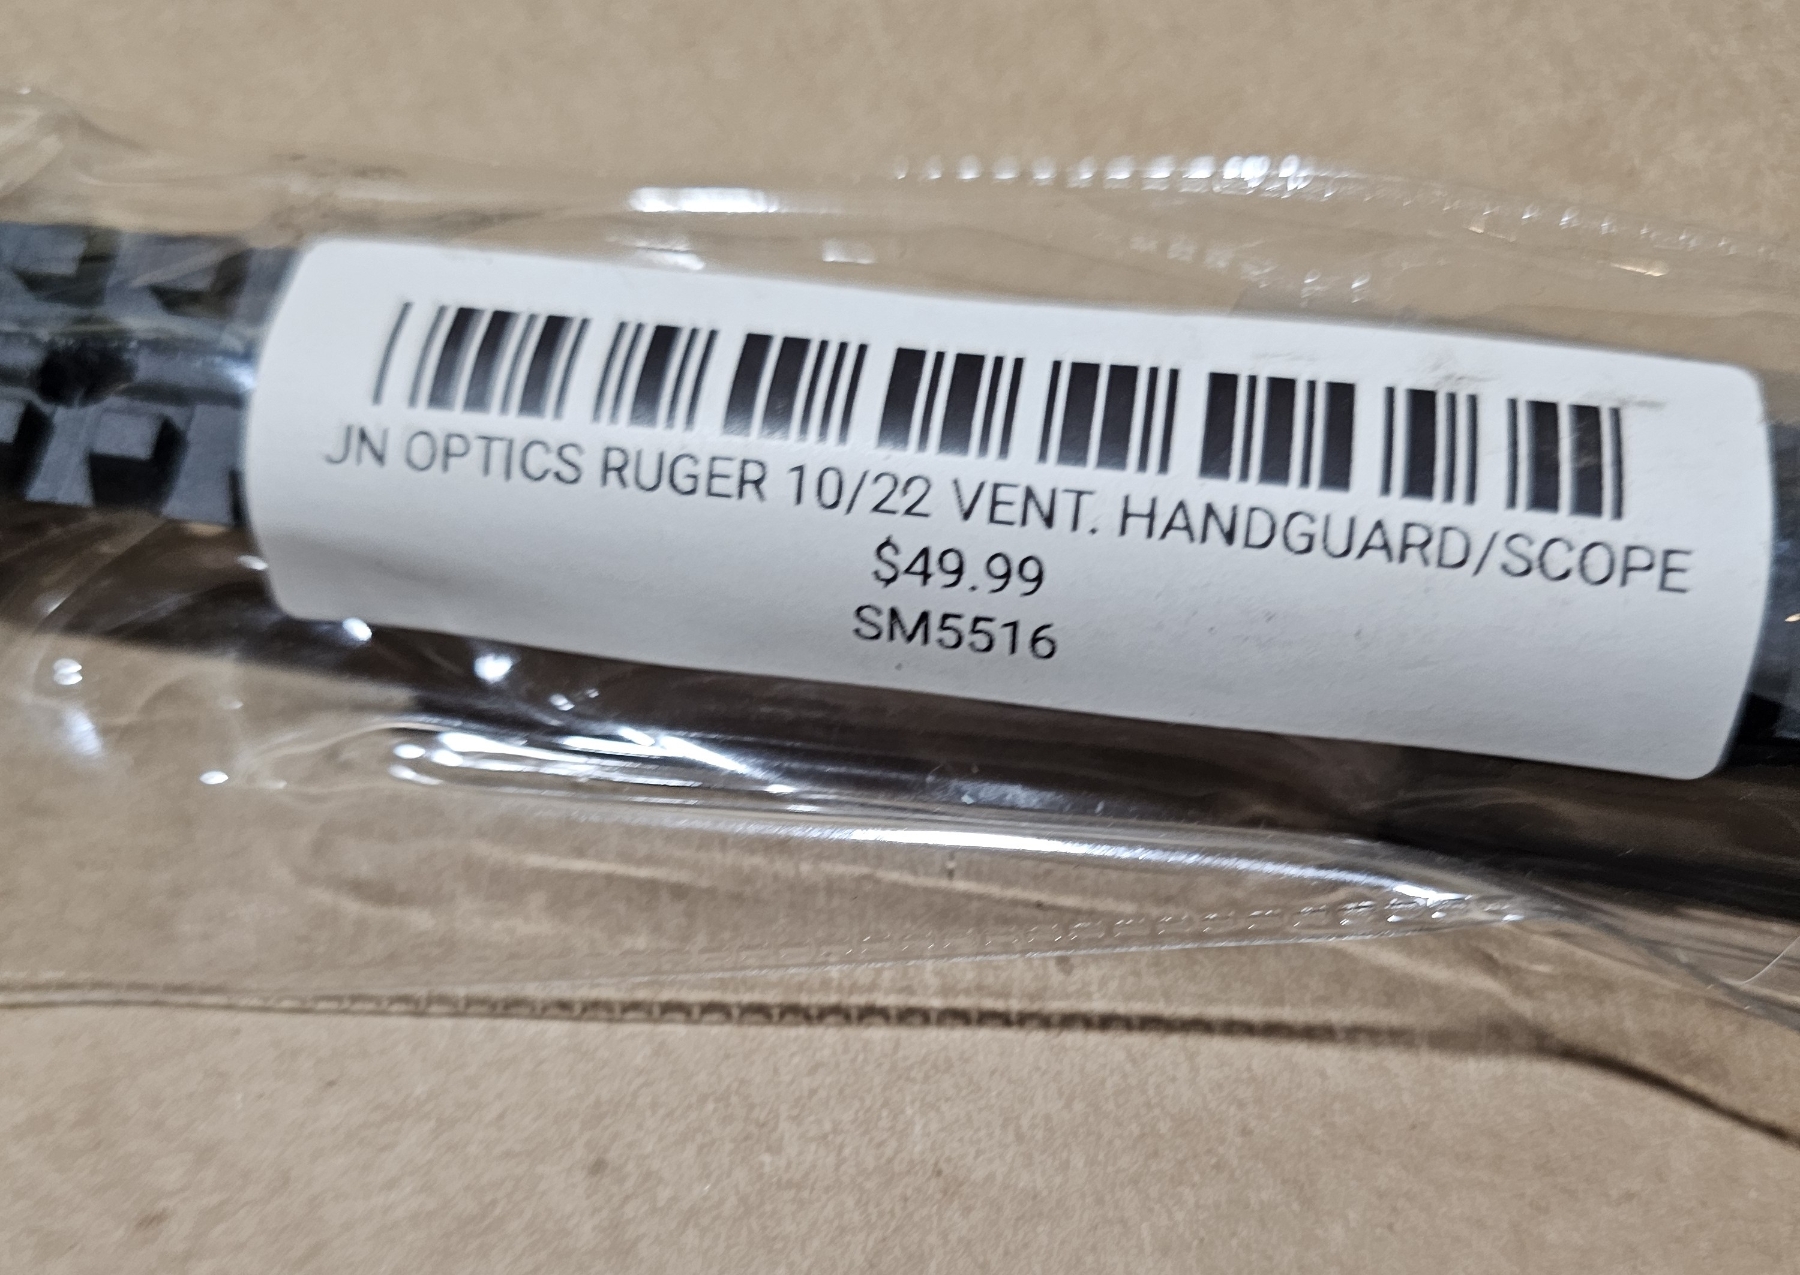 JN OPTICS RUGER 10/22 VENT. HANDGUARD/SCOPE
$49.99
SM5516